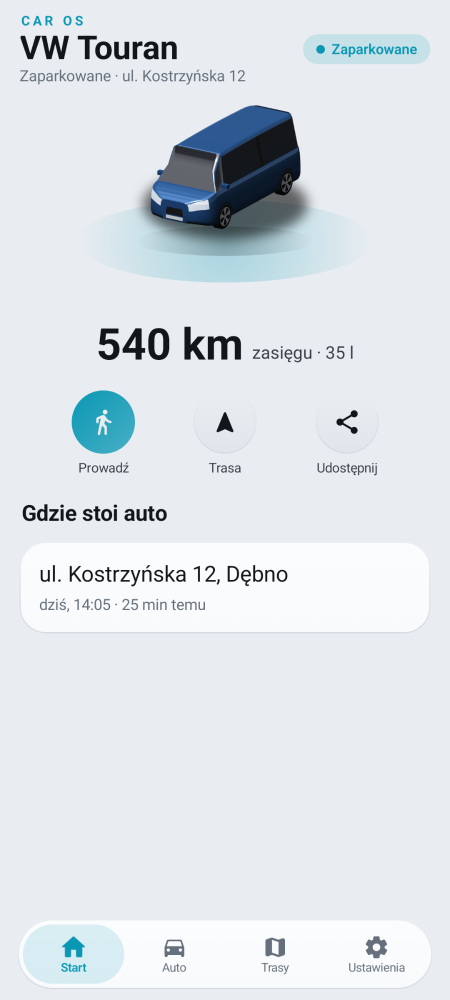 CAR OS
VW Touran
Zaparkowane
Zaparkowane · ul. Kostrzyńska 12
540 km zasięgu · 35 l
Prowadź
Trasa
Udostępnij
Gdzie stoi auto
ul. Kostrzyńska 12, Dębno
dziś, 14:05 · 25 min temu
Start
Auto
Trasy
Ustawienia